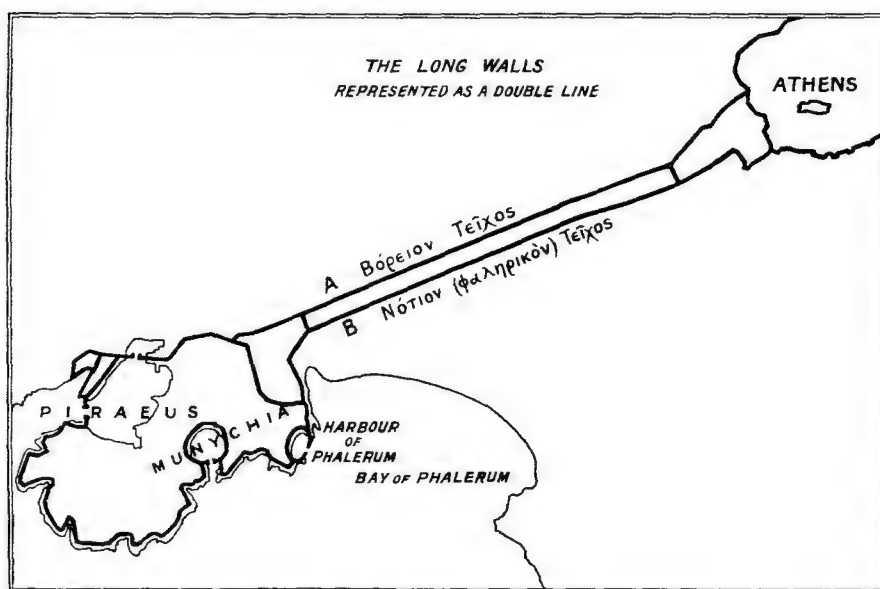 THE LONG WALLS
REPRESENTED AS A DOUBLE LINE
ATHENS
A Βόρειον Τεῖχος
B Νότιον (φαληρικὸν) Τεῖχος
PIRAEUS
MUNYCHIA
HARBOUR
OF
PHALERUM
BAY OF PHALERUM